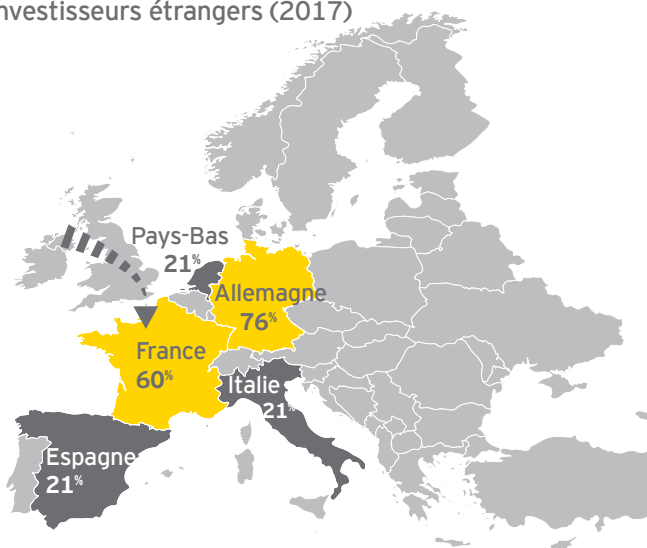 nvestisseurs étrangers (2017)
Pays-Bas
21%
Allemagne
76%
France
60%
Italie
21%
Espagne
21%